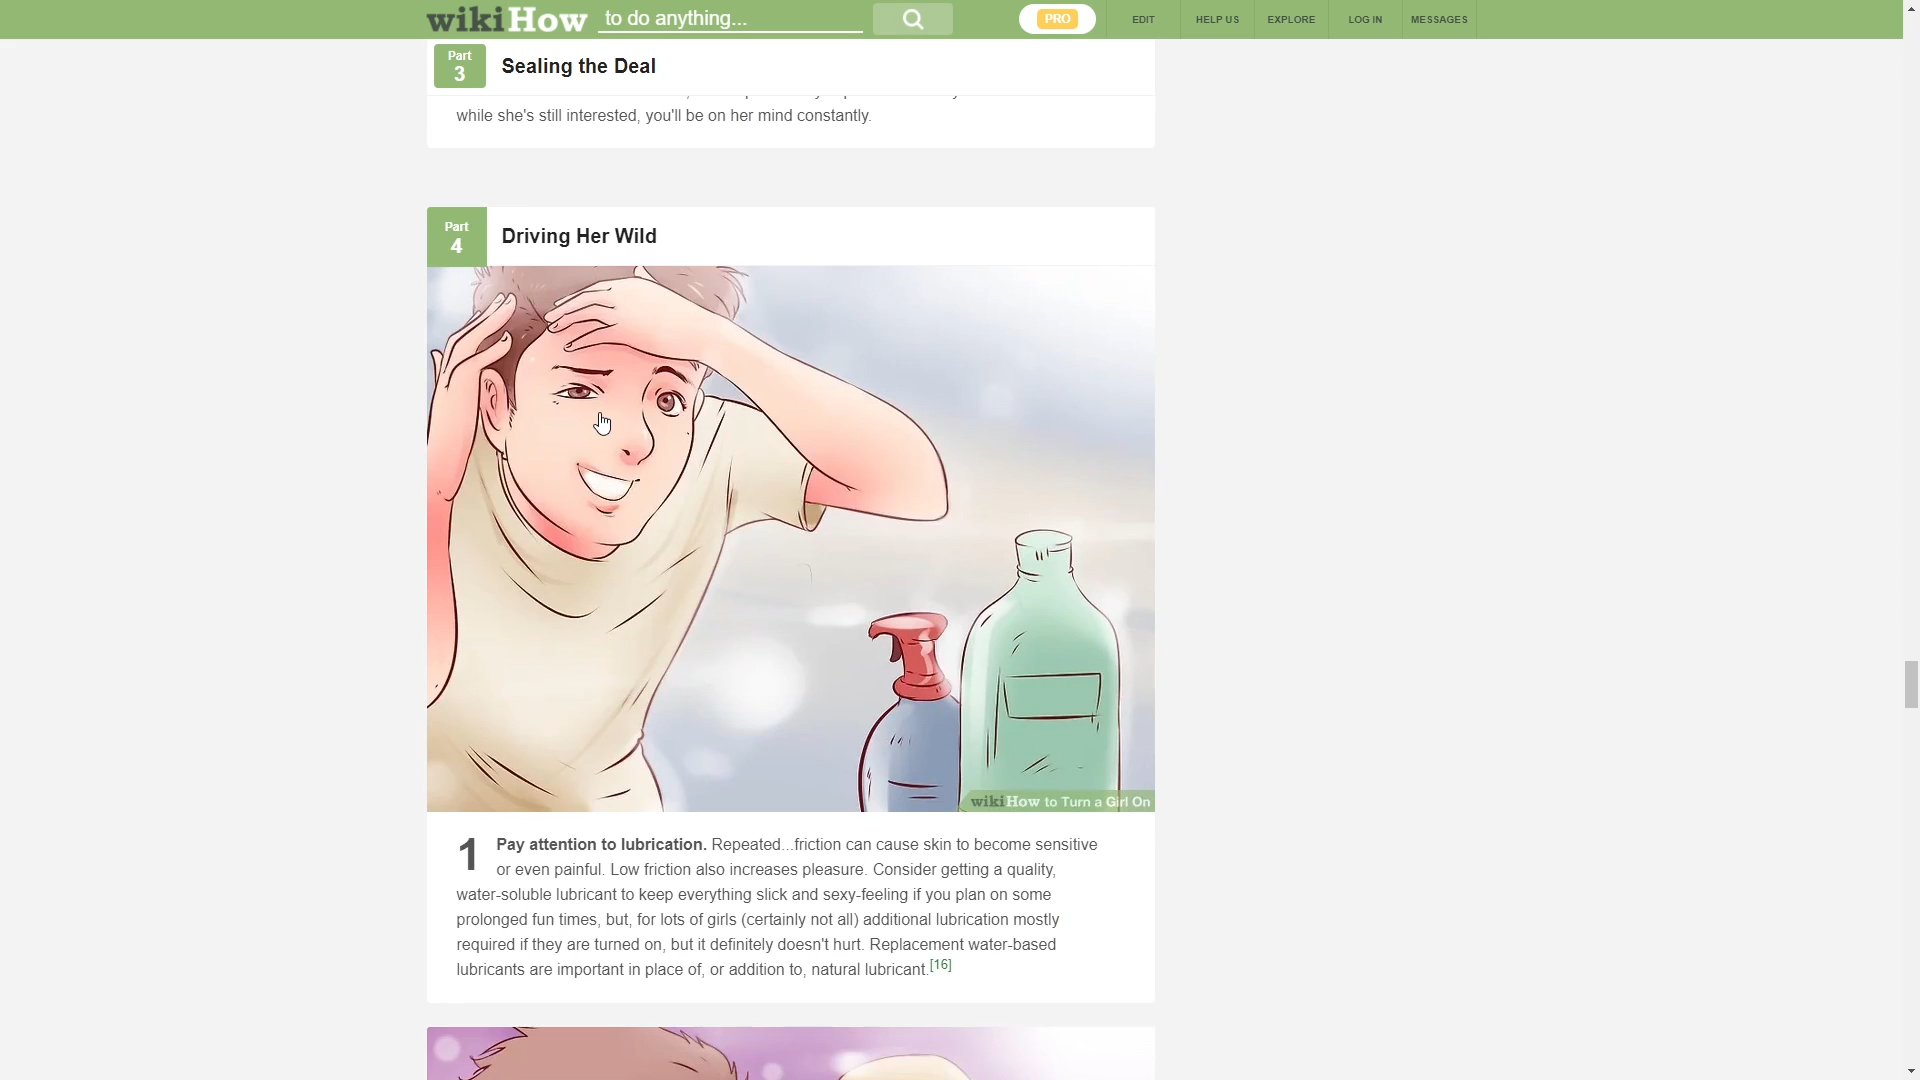 wikiHow to do anything... PRO EDIT HELP US EXPLORE LOG IN MESSAGES
Part
3
Sealing the Deal
while she's still interested, you'll be on her mind constantly.
Part
4
Driving Her Wild
wikiHow to Turn a Girl On
1 Pay attention to lubrication. Repeated...friction can cause skin to become sensitive
or even painful. Low friction also increases pleasure. Consider getting a quality,
water-soluble lubricant to keep everything slick and sexy-feeling if you plan on some
prolonged fun times, but, for lots of girls (certainly not all) additional lubrication mostly
required if they are turned on, but it definitely doesn't hurt. Replacement water-based
lubricants are important in place of, or addition to, natural lubricant.[16]